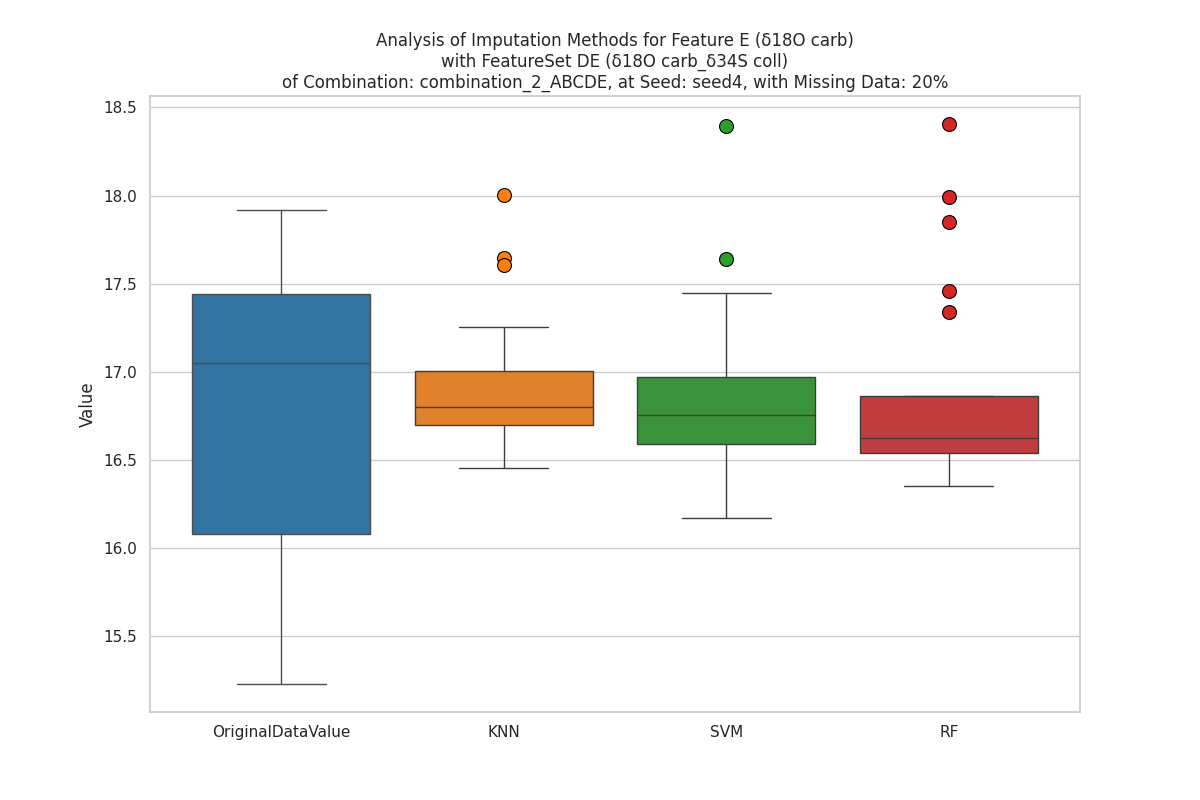 Analysis of Imputation Methods for Feature E (δ18O carb)
with FeatureSet DE (δ18O carb_δ34S coll)
of Combination: combination_2_ABCDE, at Seed: seed4, with Missing Data: 20%
18.5
18.0
17.5
17.0
16.5
16.0
15.5
Value
OriginalDataValue
KNN
SVM
RF